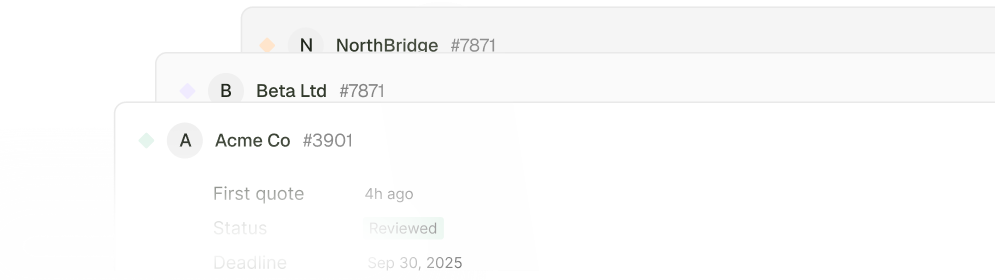 N NorthBridge #7871
B Beta Ltd #7871
A Acme Co #3901
First quote 4h ago
Status Reviewed
Deadline Sep 30, 2025